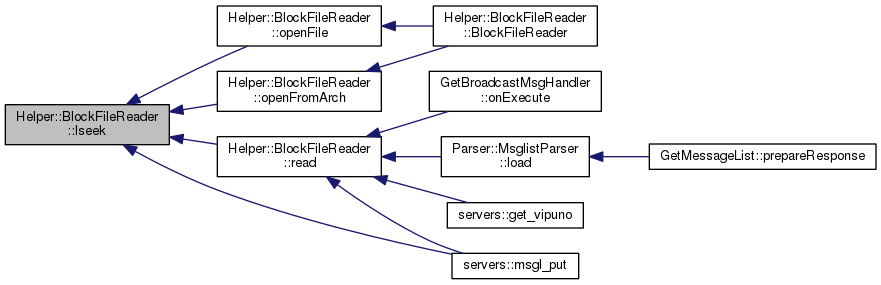 Helper::BlockFileReader
::lseek
Helper::BlockFileReader
::openFile
Helper::BlockFileReader
::BlockFileReader
Helper::BlockFileReader
::openFromArch
GetBroadcastMsgHandler
::onExecute
Helper::BlockFileReader
::read
Parser::MsglistParser
::load
GetMessageList::prepareResponse
servers::get_vipuno
servers::msgl_put